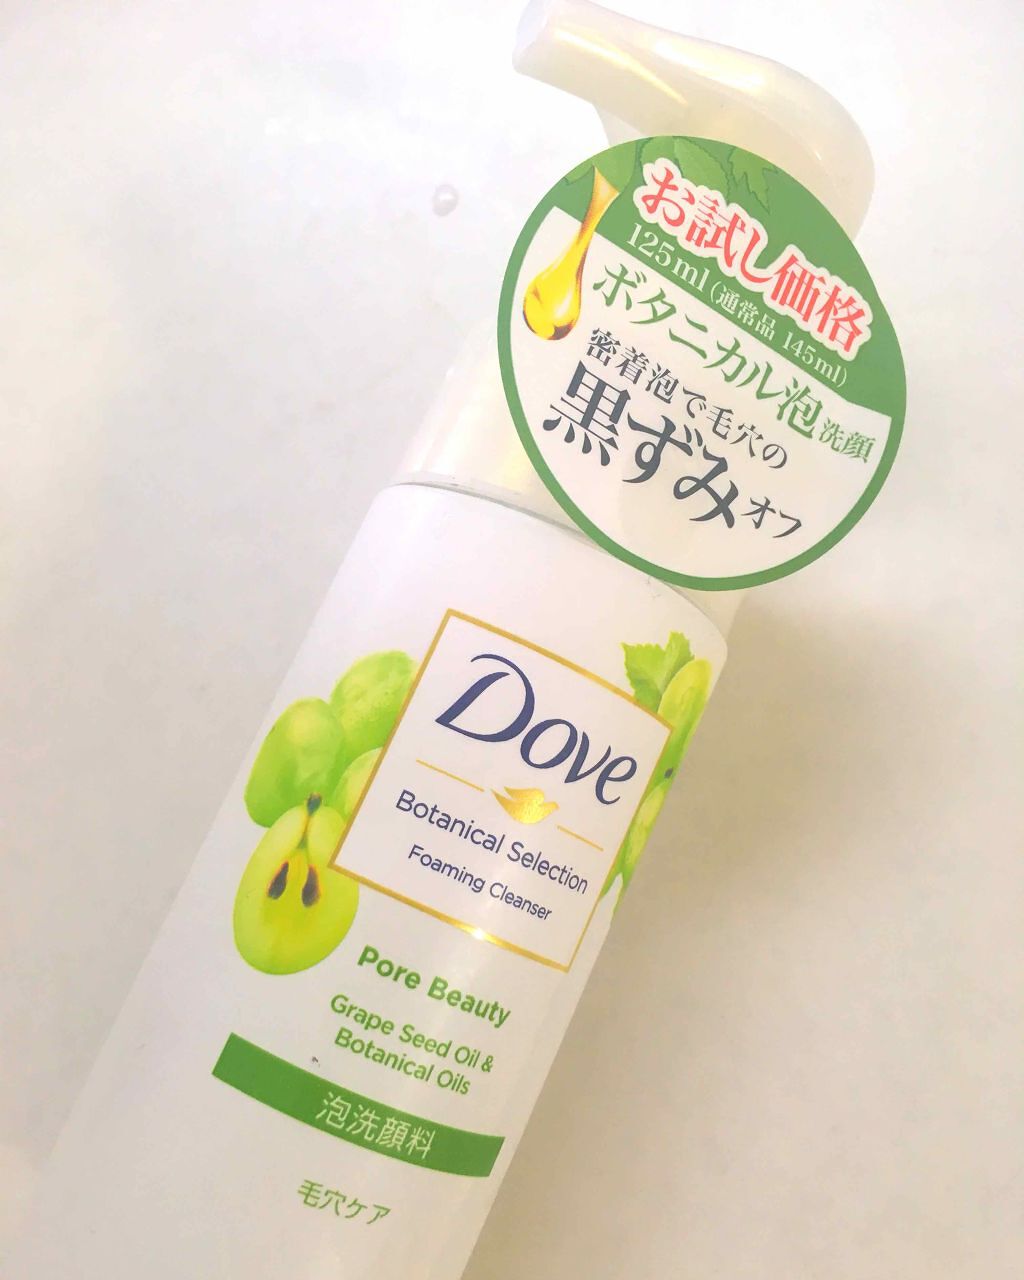 お試し価格
125ml(通常品 145ml)
ボタニカル泡洗顔
密着泡で毛穴の
黒ずみオフ
Dove
Botanical Selection
Foaming Cleanser
Pore Beauty
Grape Seed Oil &
Botanical Oils
泡洗顔料
毛穴ケア